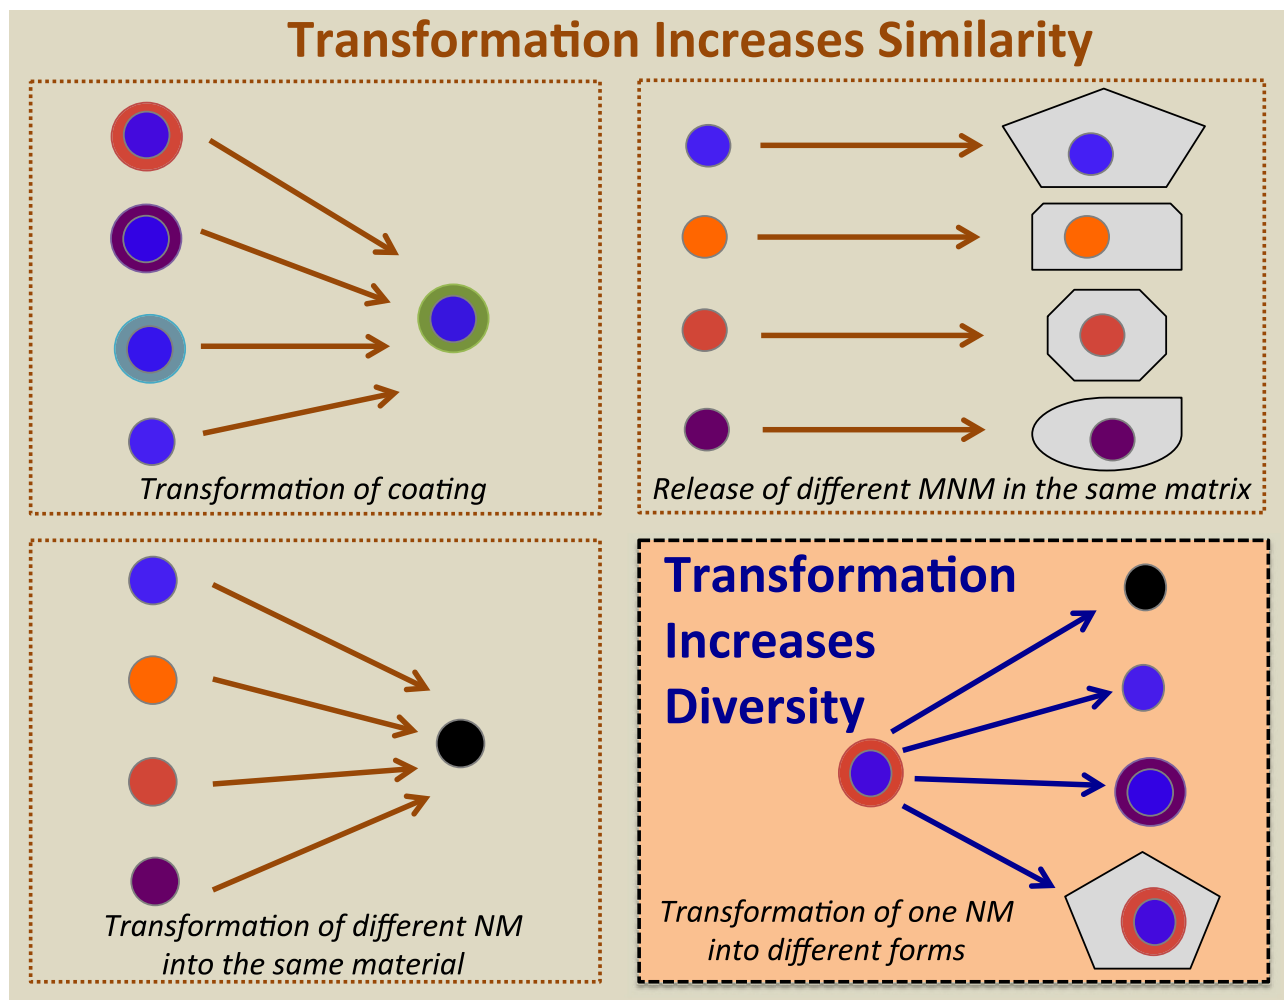 Transformation Increases Similarity
Transformation of coating
Release of different MNM in the same matrix
Transformation of different NM
into the same material
Transformation
Increases
Diversity
Transformation of one NM
into different forms